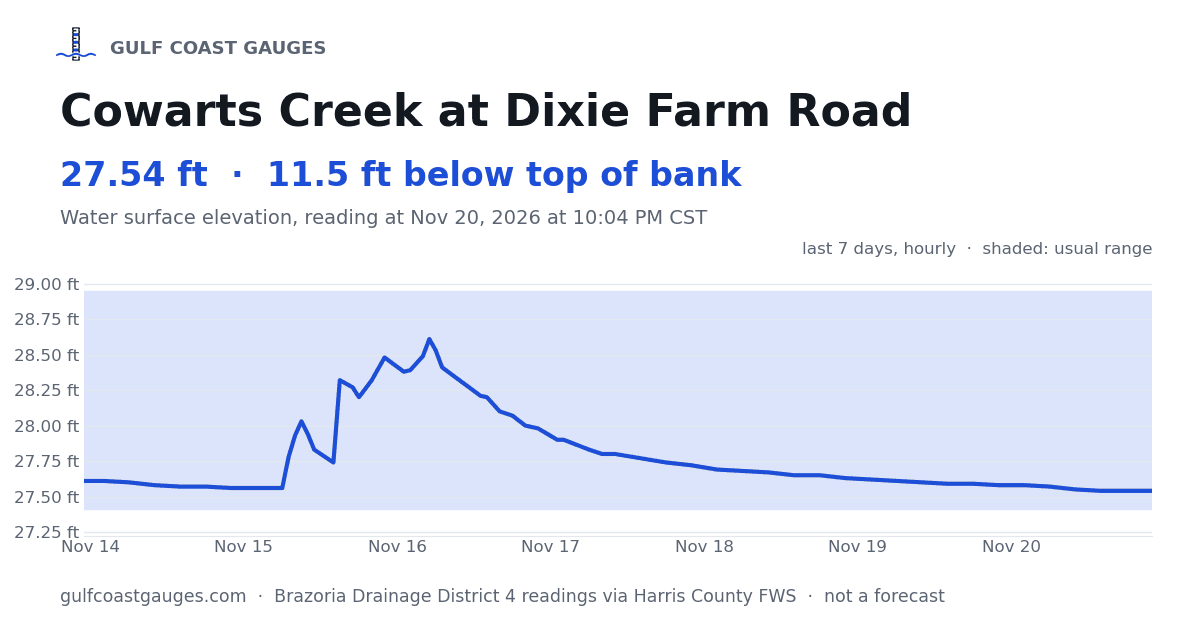 GULF COAST GAUGES
Cowarts Creek at Dixie Farm Road
27.54 ft · 11.5 ft below top of bank
Water surface elevation, reading at Nov 20, 2026 at 10:04 PM CST
last 7 days, hourly · shaded: usual range
29.00 ft
28.75 ft
28.50 ft
28.25 ft
28.00 ft
27.75 ft
27.50 ft
27.25 ft
Nov 14 Nov 15 Nov 16 Nov 17 Nov 18 Nov 19 Nov 20
gulfcoastgauges.com · Brazoria Drainage District 4 readings via Harris County FWS · not a forecast